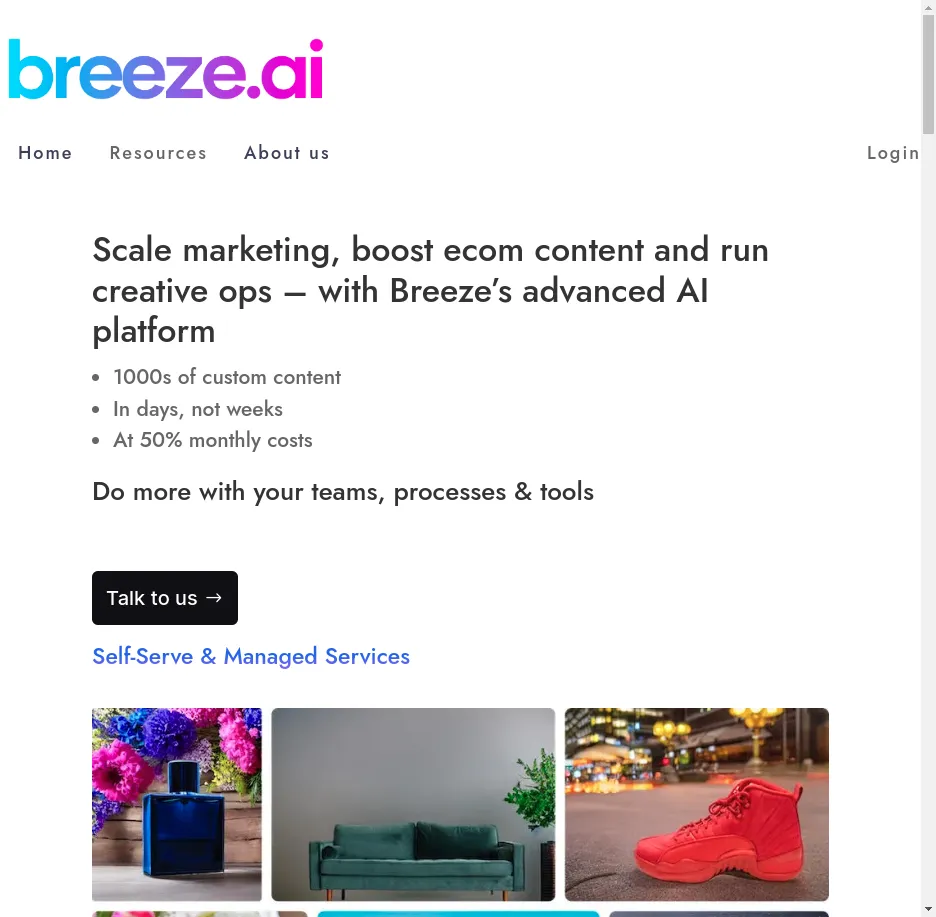 breeze.ai
Home Resources About us Login
Scale marketing, boost ecom content and run
creative ops – with Breeze’s advanced AI
platform
• 1000s of custom content
• In days, not weeks
• At 50% monthly costs
Do more with your teams, processes & tools
Talk to us →
Self-Serve & Managed Services